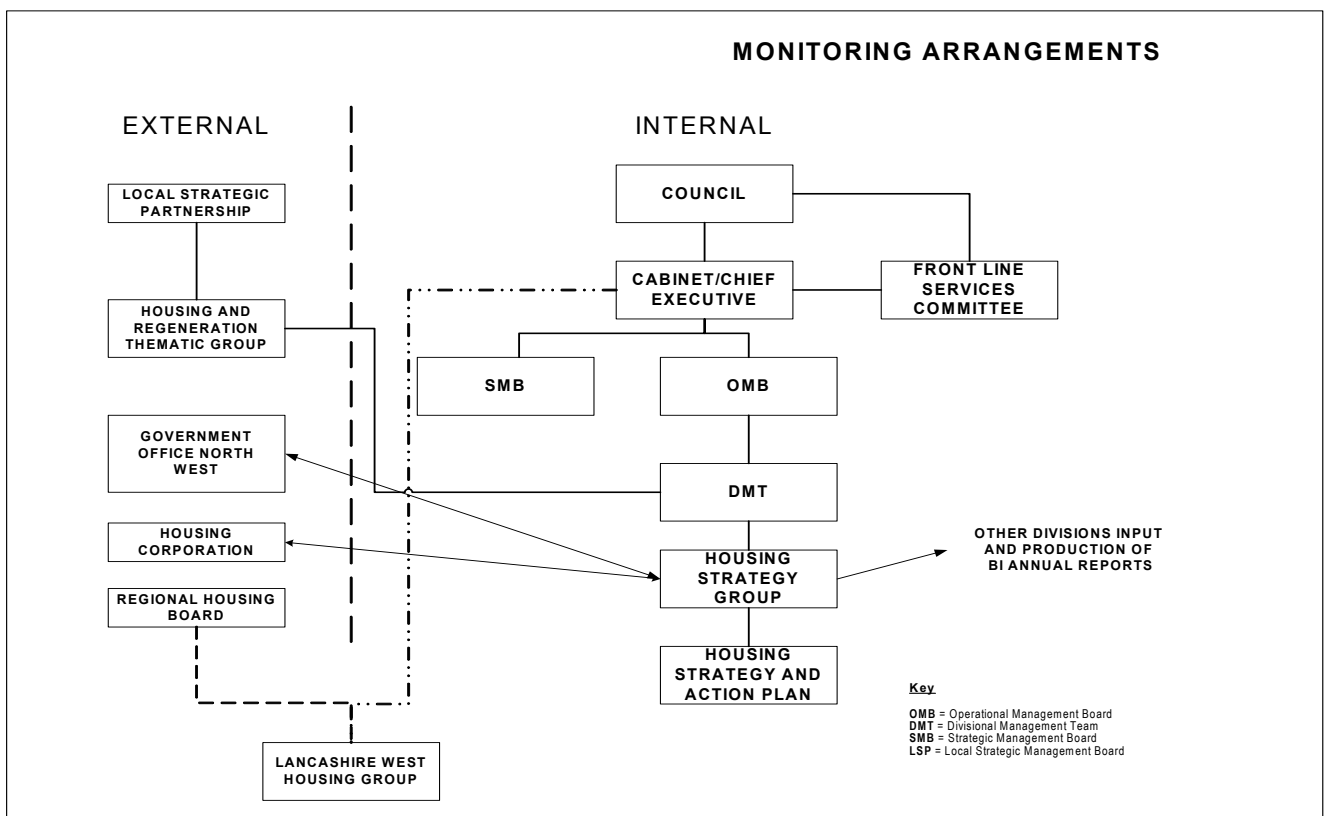 MONITORING ARRANGEMENTS
EXTERNAL
INTERNAL
LOCAL STRATEGIC
PARTNERSHIP
HOUSING AND
REGENERATION
THEMATIC GROUP
GOVERNMENT
OFFICE NORTH
WEST
HOUSING
CORPORATION
REGIONAL HOUSING
BOARD
LANCASHIRE WEST
HOUSING GROUP
COUNCIL
CABINET/CHIEF
EXECUTIVE
FRONT LINE
SERVICES
COMMITTEE
SMB
OMB
DMT
HOUSING
STRATEGY
GROUP
HOUSING
STRATEGY AND
ACTION PLAN
OTHER DIVISIONS INPUT
AND PRODUCTION OF
BI ANNUAL REPORTS
Key
OMB = Operational Management Board
DMT = Divisional Management Team
SMB = Strategic Management Board
LSP = Local Strategic Management Board